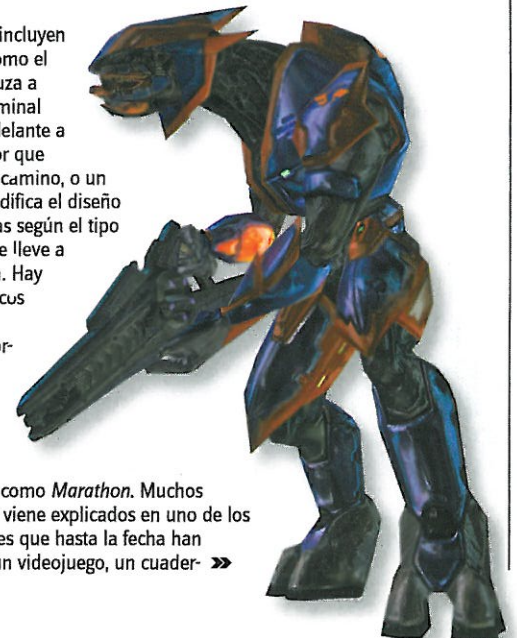 incluyen
omo el
uza a
minal
delante a
or que
camino, o un
difica el diseño
as según el tipo
e lleve a
. Hay
cos
or-
como Marathon. Muchos
viene explicados en uno de los
es que hasta la fecha han
un videojuego, un cuader- »